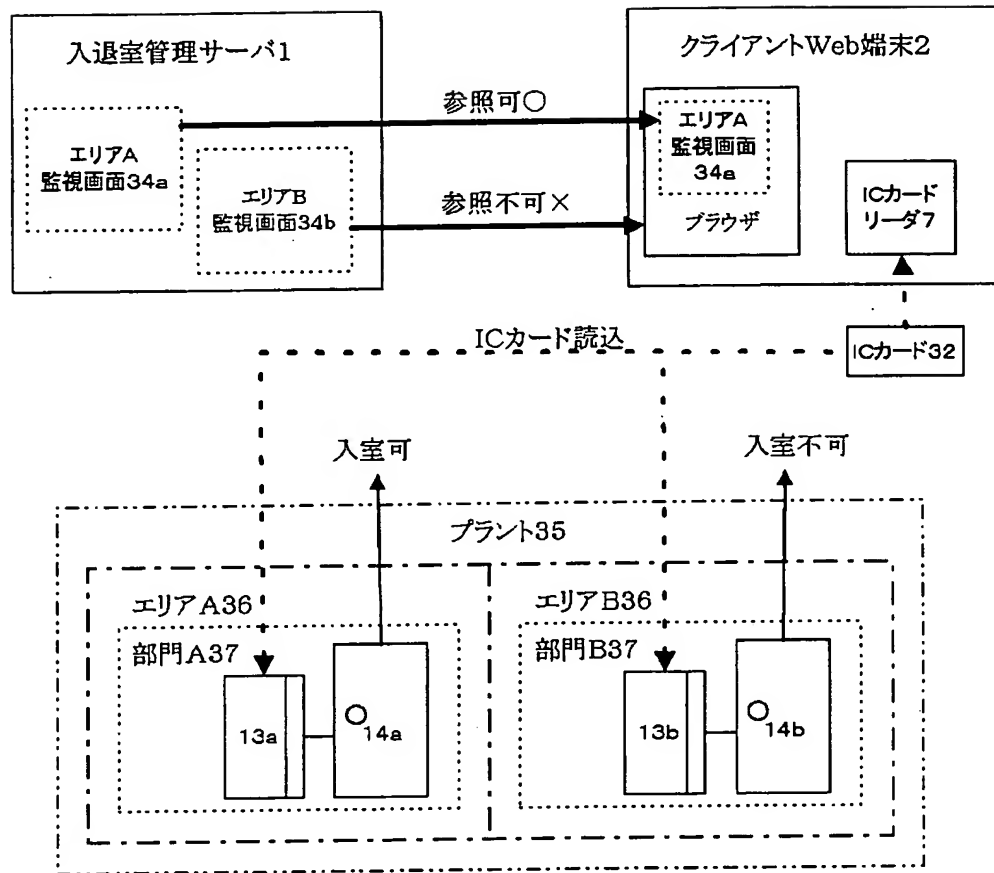 入退室管理サーバ1
クライアントWeb端末2
参照可○
エリアA
監視画面34a
エリアA
監視画面
34a
エリアB
監視画面34b
参照不可×
ブラウザ
ICカード
リーダ7
ICカード読込
ICカード32
入室可
入室不可
プラント35
エリアA36
エリアB36
部門A37
部門B37
13a
14a
13b
14b